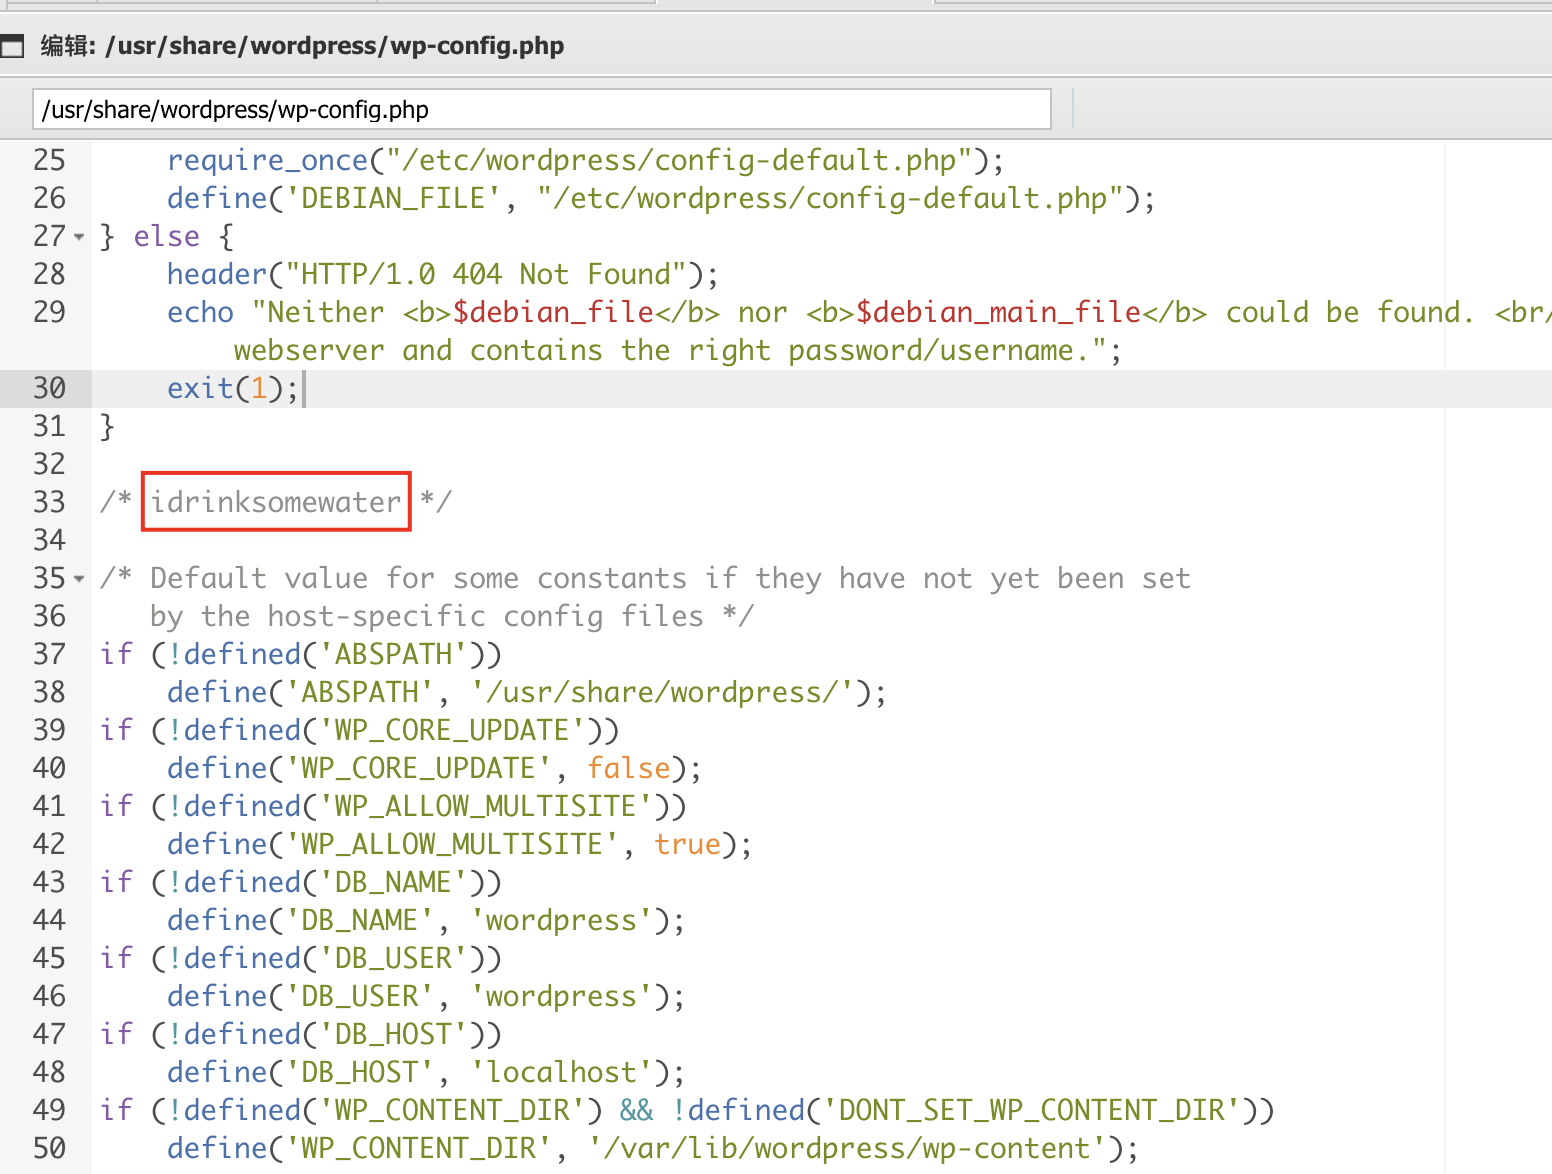 编辑: /usr/share/wordpress/wp-config.php
/usr/share/wordpress/wp-config.php
25 require_once("/etc/wordpress/config-default.php");
26 define('DEBIAN_FILE', "/etc/wordpress/config-default.php");
27 } else {
28 header("HTTP/1.0 404 Not Found");
29 echo "Neither <b>$debian_file</b> nor <b>$debian_main_file</b> could be found. <br/
webserver and contains the right password/username.";
30 exit(1);
31 }
32
33 /* idrinksomewater */
34
35 /* Default value for some constants if they have not yet been set
36 by the host-specific config files */
37 if (!defined('ABSPATH'))
38 define('ABSPATH', '/usr/share/wordpress/');
39 if (!defined('WP_CORE_UPDATE'))
40 define('WP_CORE_UPDATE', false);
41 if (!defined('WP_ALLOW_MULTISITE'))
42 define('WP_ALLOW_MULTISITE', true);
43 if (!defined('DB_NAME'))
44 define('DB_NAME', 'wordpress');
45 if (!defined('DB_USER'))
46 define('DB_USER', 'wordpress');
47 if (!defined('DB_HOST'))
48 define('DB_HOST', 'localhost');
49 if (!defined('WP_CONTENT_DIR') && !defined('DONT_SET_WP_CONTENT_DIR'))
50 define('WP_CONTENT_DIR', '/var/lib/wordpress/wp-content');